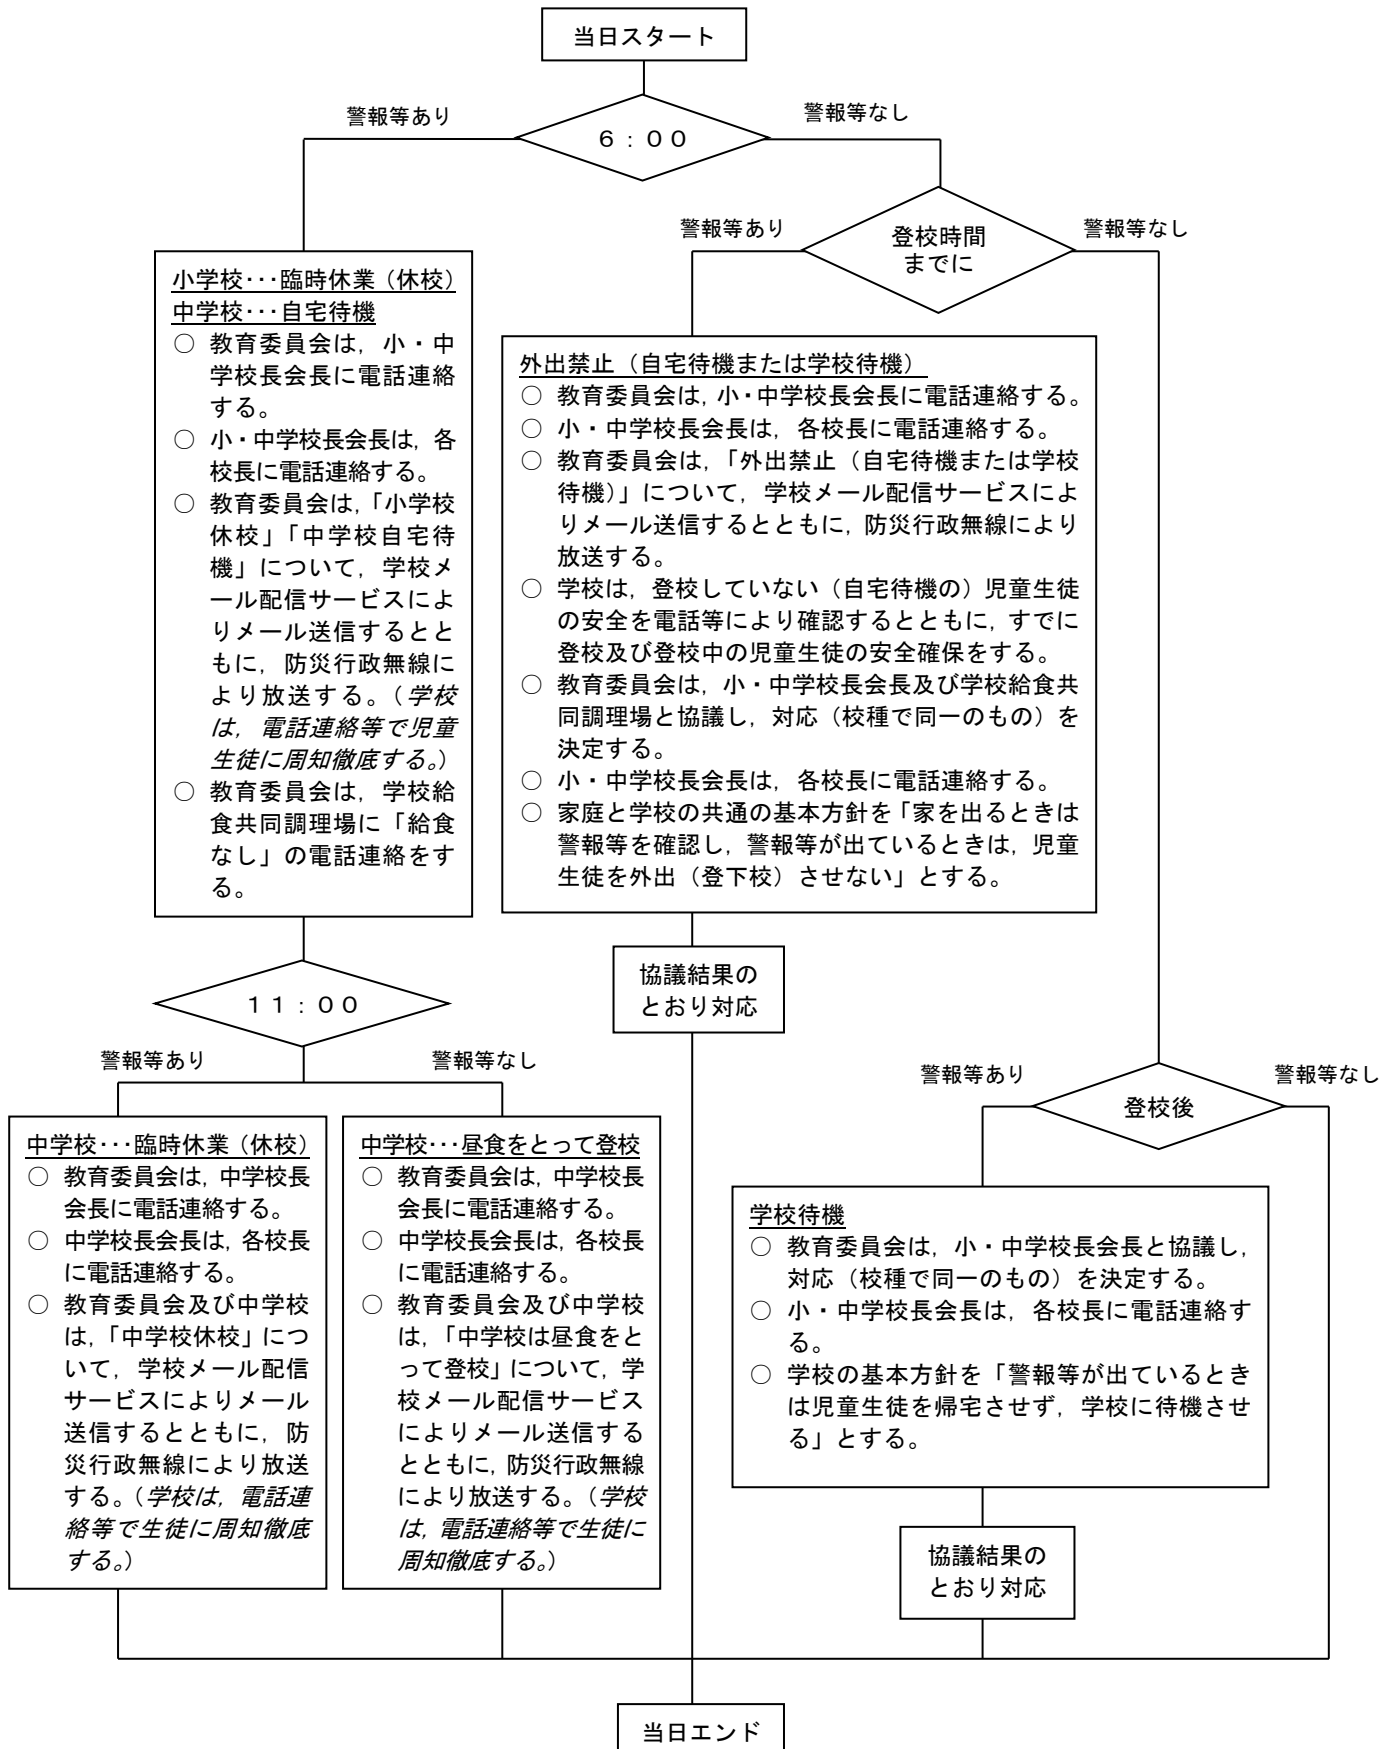 当日スタート
警報等あり
警報等なし
6：00
警報等あり
警報等なし
登校時間
までに
小学校･･･臨時休業（休校）
中学校･･･自宅待機
○ 教育委員会は，小・中
学校長会長に電話連絡
する。
○ 小・中学校長会長は，各
校長に電話連絡する。
○ 教育委員会は，「小学校
休校」「中学校自宅待
機」について，学校メ
ール配信サービスによ
りメール送信するとと
もに，防災行政無線に
より放送する。（学校
は，電話連絡等で児童
生徒に周知徹底する。）
○ 教育委員会は，学校給
食共同調理場に「給食
なし」の電話連絡をす
る。
外出禁止（自宅待機または学校待機）
○ 教育委員会は，小・中学校長会長に電話連絡する。
○ 小・中学校長会長は，各校長に電話連絡する。
○ 教育委員会は，「外出禁止（自宅待機または学校
待機）」について，学校メール配信サービスによ
りメール送信するとともに，防災行政無線により
放送する。
○ 学校は，登校していない（自宅待機の）児童生徒
の安全を電話等により確認するとともに，すでに
登校及び登校中の児童生徒の安全確保をする。
○ 教育委員会は，小・中学校長会長及び学校給食共
同調理場と協議し，対応（校種で同一のもの）を
決定する。
○ 小・中学校長会長は，各校長に電話連絡する。
○ 家庭と学校の共通の基本方針を「家を出るときは
警報等を確認し，警報等が出ているときは，児童
生徒を外出（登下校）させない」とする。
協議結果の
とおり対応
11：00
警報等あり
警報等なし
中学校･･･臨時休業（休校）
○ 教育委員会は，中学校長
会長に電話連絡する。
○ 中学校長会長は，各校長
に電話連絡する。
○ 教育委員会及び中学校
は，「中学校休校」につ
いて，学校メール配信
サービスによりメール
送信するとともに，防
災行政無線により放送
する。（学校は，電話連
絡等で生徒に周知徹底
する。）
中学校･･･昼食をとって登校
○ 教育委員会は，中学校長
会長に電話連絡する。
○ 中学校長会長は，各校長
に電話連絡する。
○ 教育委員会及び中学校
は，「中学校は昼食をと
って登校」について，学
校メール配信サービス
によりメール送信する
とともに，防災行政無線
により放送する。（学校
は，電話連絡等で生徒に
周知徹底する。）
警報等あり
警報等なし
登校後
学校待機
○ 教育委員会は，小・中学校長会長と協議し，
対応（校種で同一のもの）を決定する。
○ 小・中学校長会長は，各校長に電話連絡す
る。
○ 学校の基本方針を「警報等が出ているとき
は児童生徒を帰宅させず，学校に待機させ
る」とする。
協議結果の
とおり対応
当日エンド